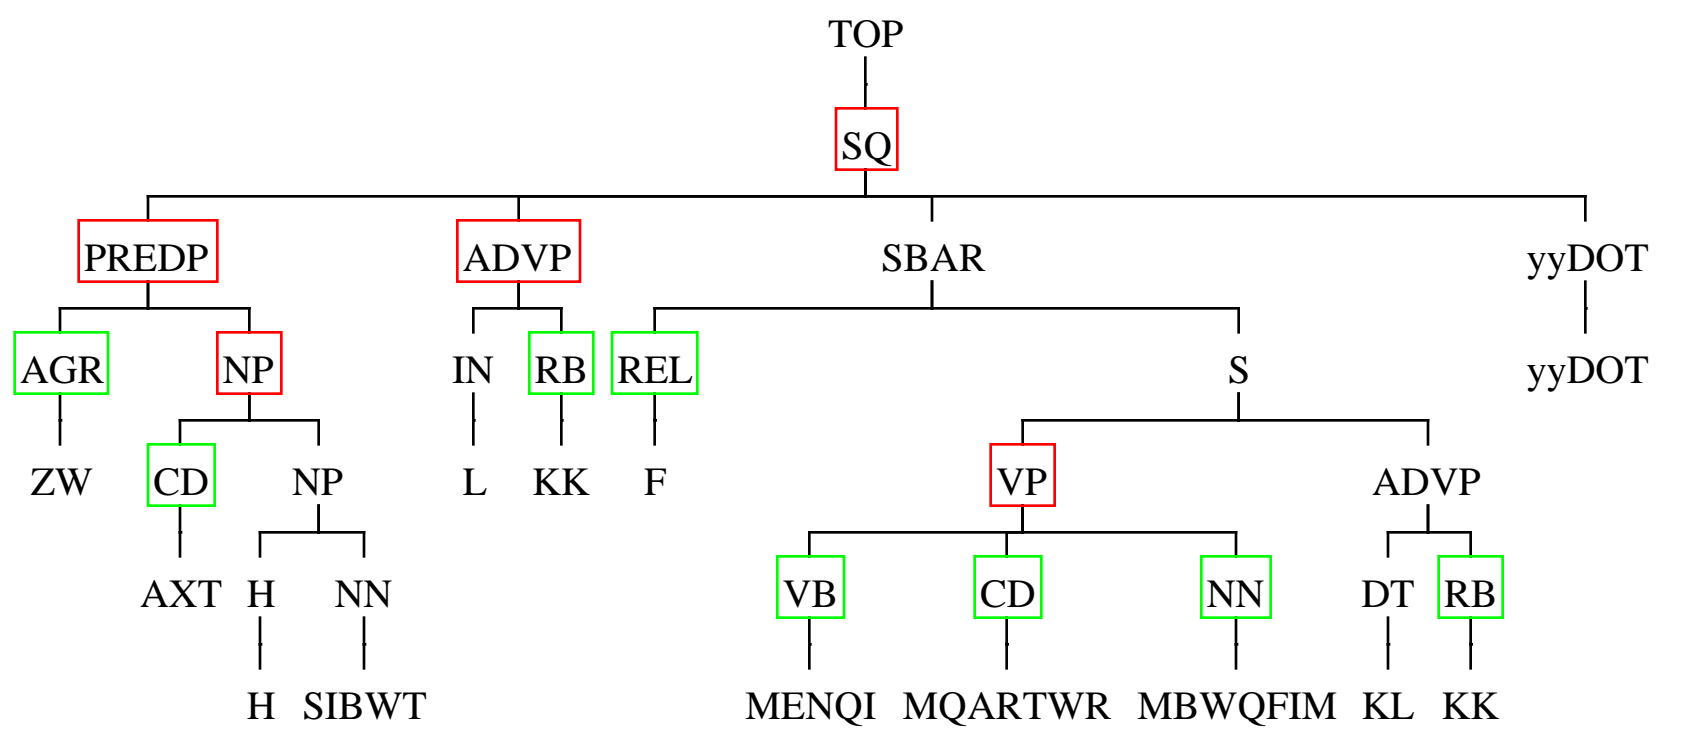 TOP
SQ
PREDP ADVP SBAR yyDOT
AGR NP IN RB REL S yyDOT
ZW CD NP L KK F VP ADVP
AXT H NN VB CD NN DT RB
H SIBWT MENQI MQARTWR MBWQFIM KL KK